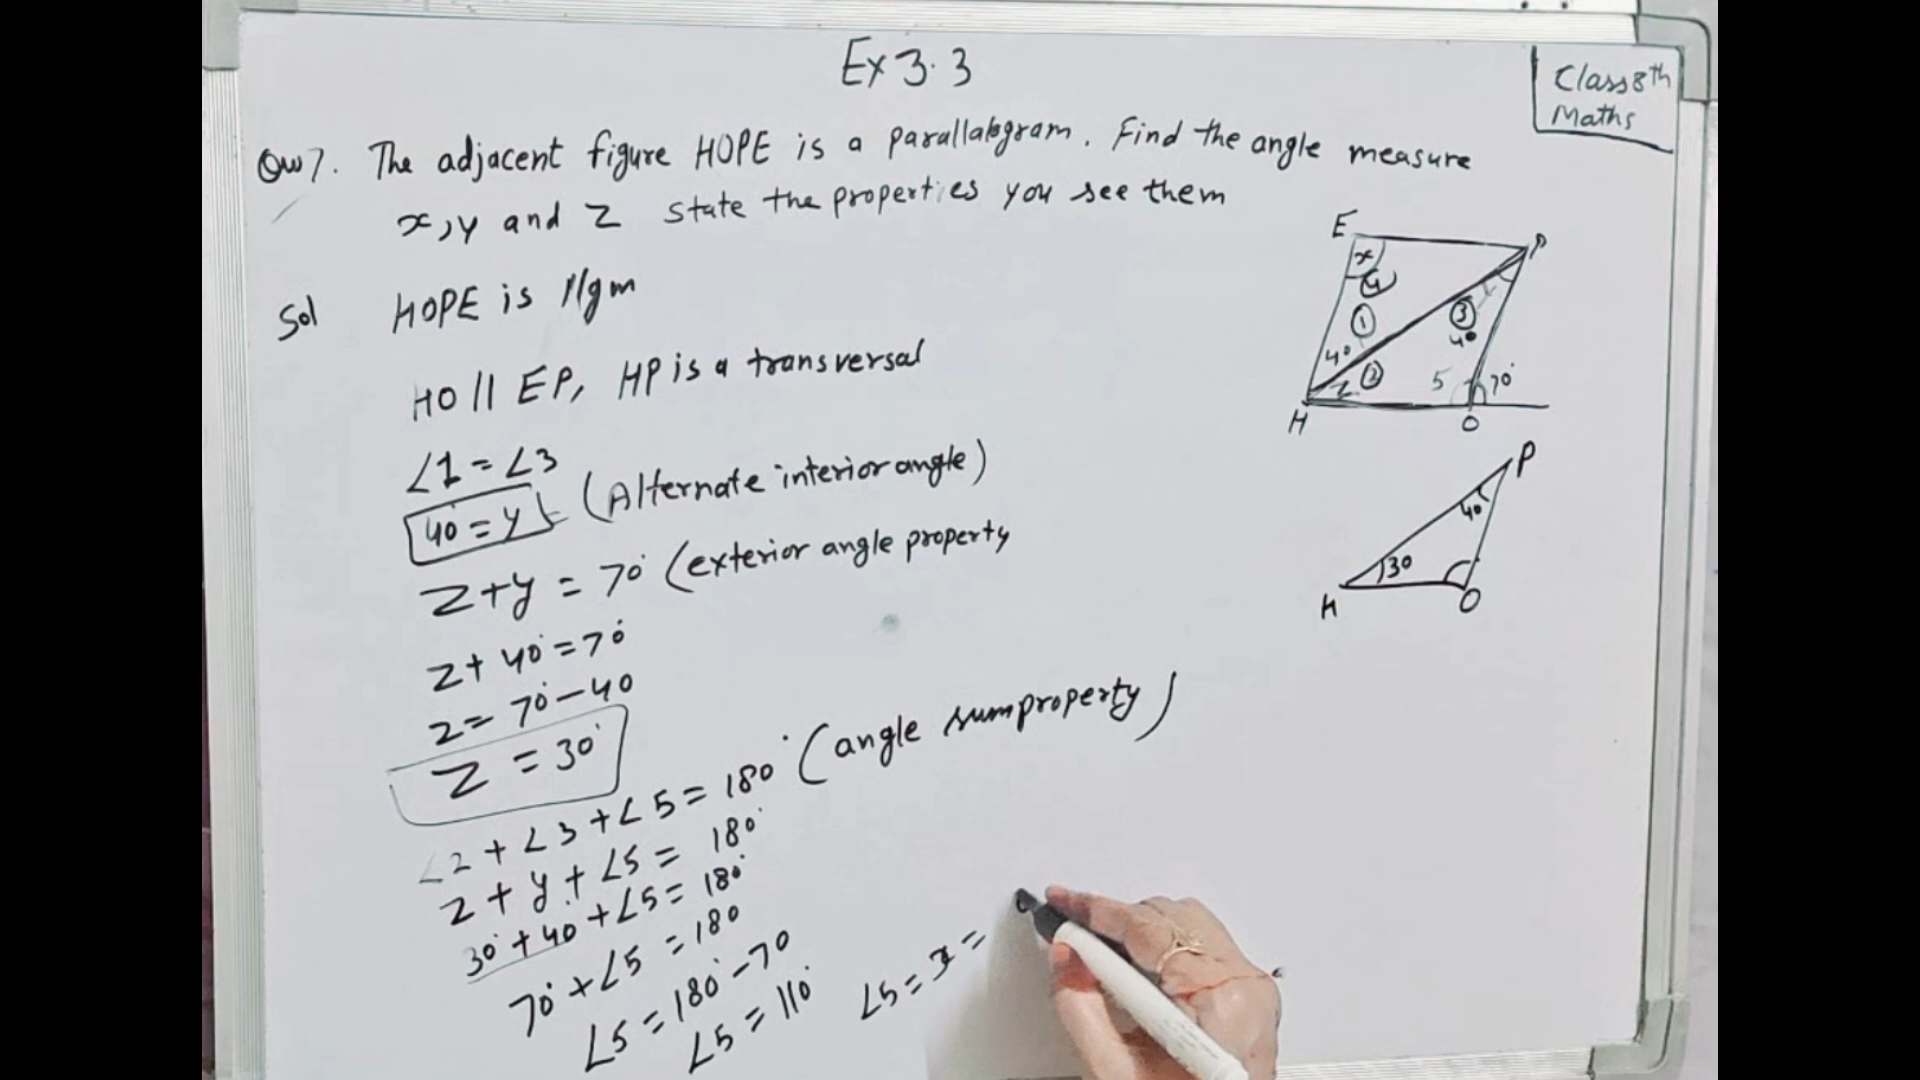 Ex 3.3
Class 8th
Maths
Qus 7. The adjacent figure HOPE is a parallalogram. Find the angle measure
x, y and z state the properties you see them
Sol HOPE is ||gm
HO || EP, HP is a transversal
∠1 = ∠3
40° = y (Alternate interior angle)
z + y = 70° (exterior angle property
z + 40° = 70°
z = 70° - 40
z = 30°
∠2 + ∠3 + ∠5 = 180° (angle sum property)
z + y + ∠5 = 180°
30° + 40 + ∠5 = 180°
70° + ∠5 = 180
∠5 = 180° - 70
∠5 = 110°
∠5 = x =
E
P
x
4
1
3
40
40
z
2
5
70°
H
O
P
40
30
H
O